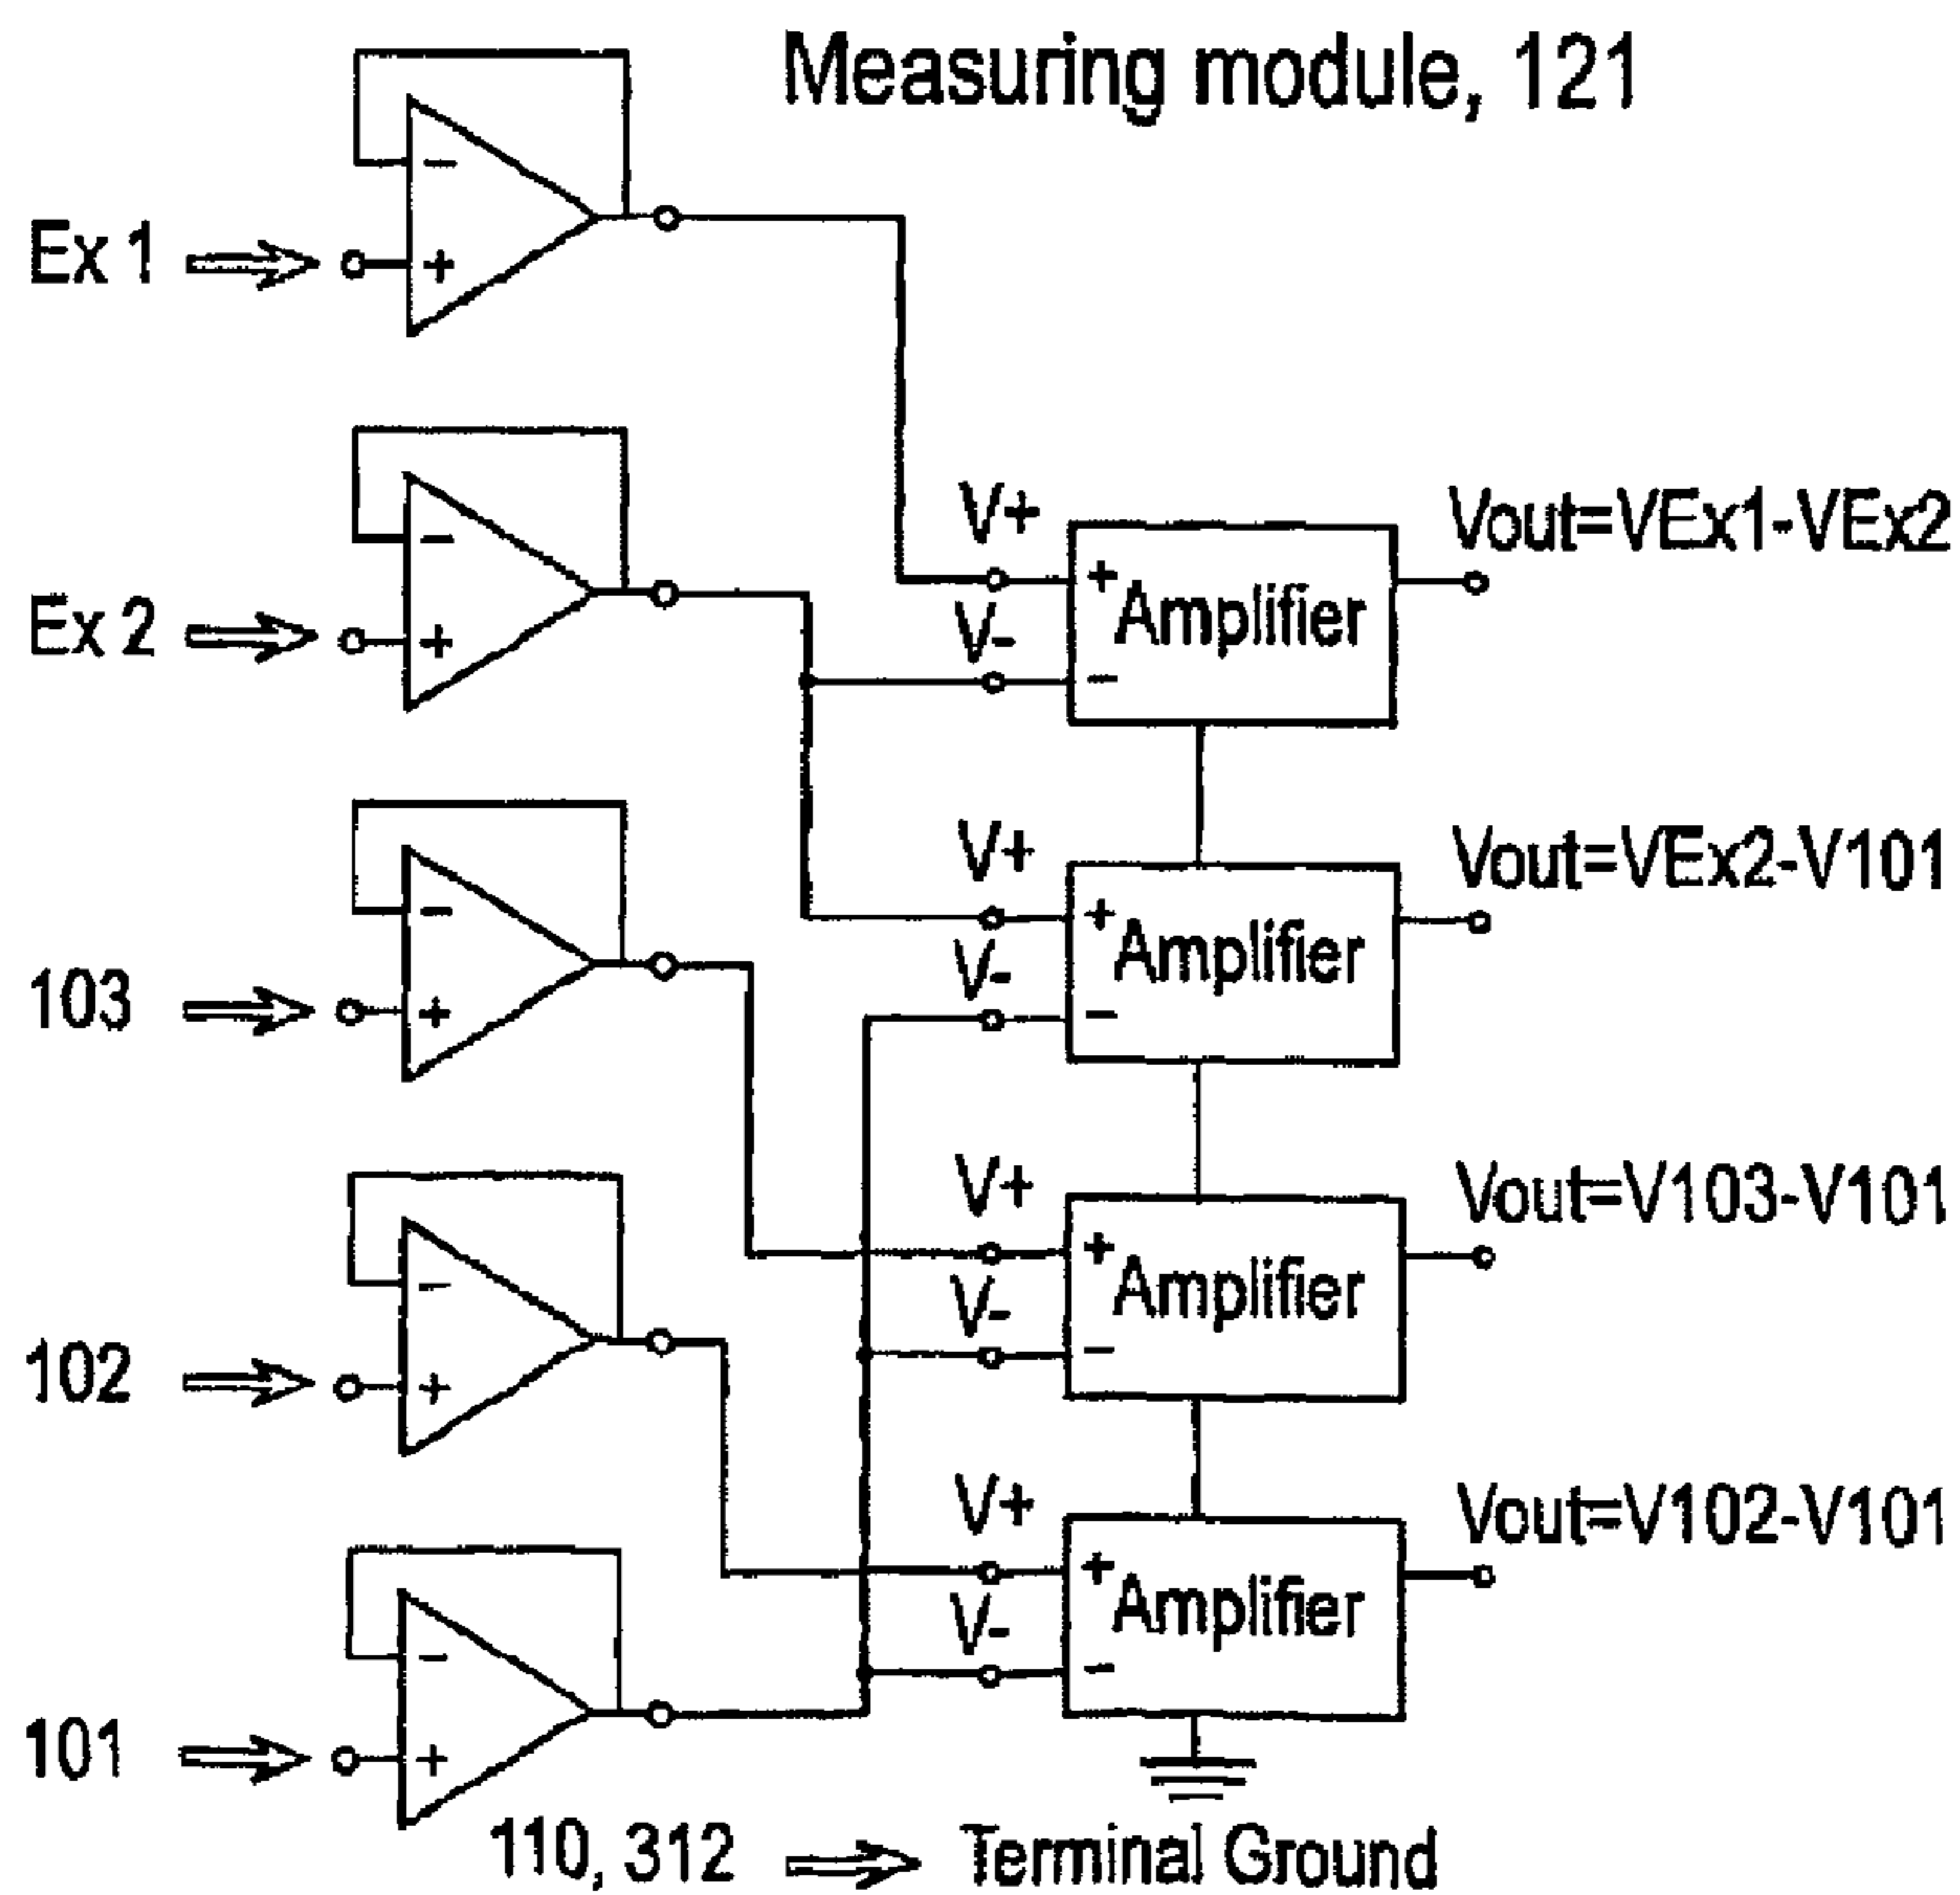 Measuring module, 121
Ex 1
- +
Ex 2
- +
103
- +
102
- +
101
- +
V+
V-
+ -
Amplifier
Vout=VEx1-VEx2
V+
V-
+ -
Amplifier
Vout=VEx2-V101
V+
V-
+ -
Amplifier
Vout=V103-V101
V+
V-
+ -
Amplifier
Vout=V102-V101
110, 312
Terminal Ground